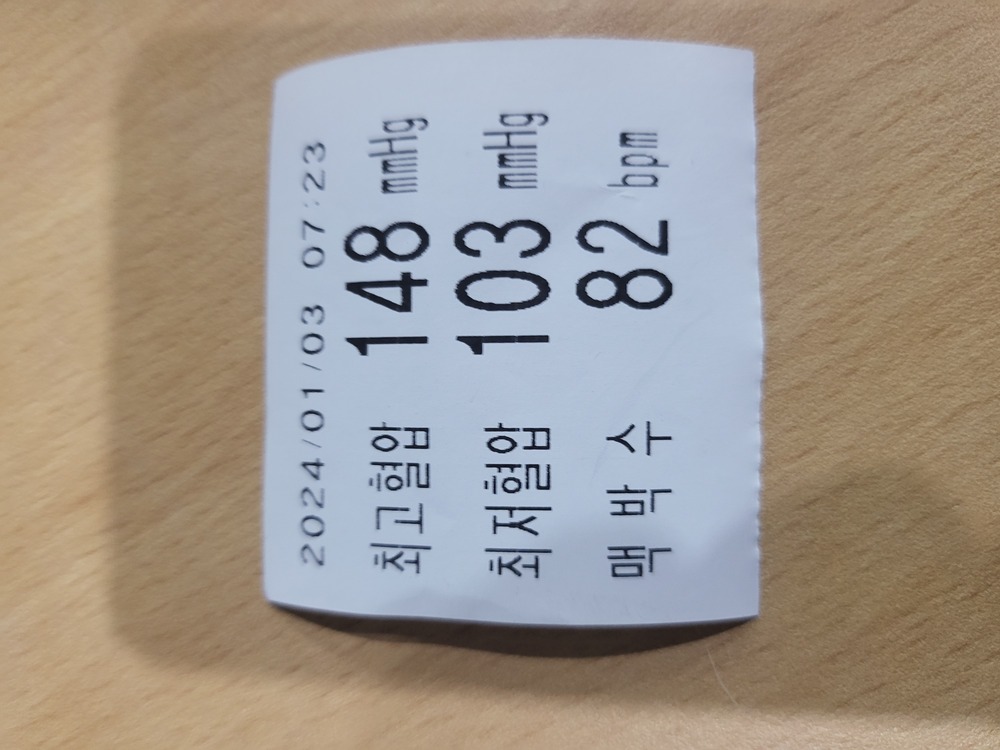 2024/01/03 07:23
최고혈압 148 mmHg
최저혈압 103 mmHg
맥박수 82 bpm